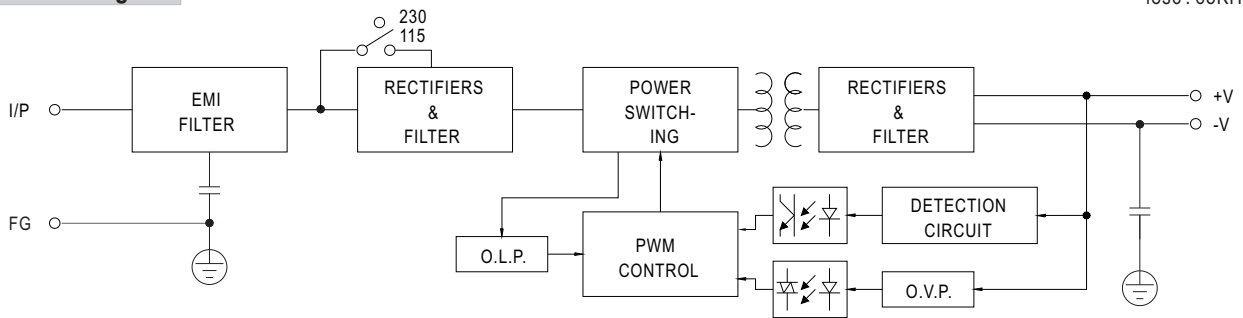 230
115
I/P
EMI
FILTER
RECTIFIERS
&
FILTER
POWER
SWITCH-
ING
RECTIFIERS
&
FILTER
+V
-V
FG
O.L.P.
PWM
CONTROL
DETECTION
CIRCUIT
O.V.P.